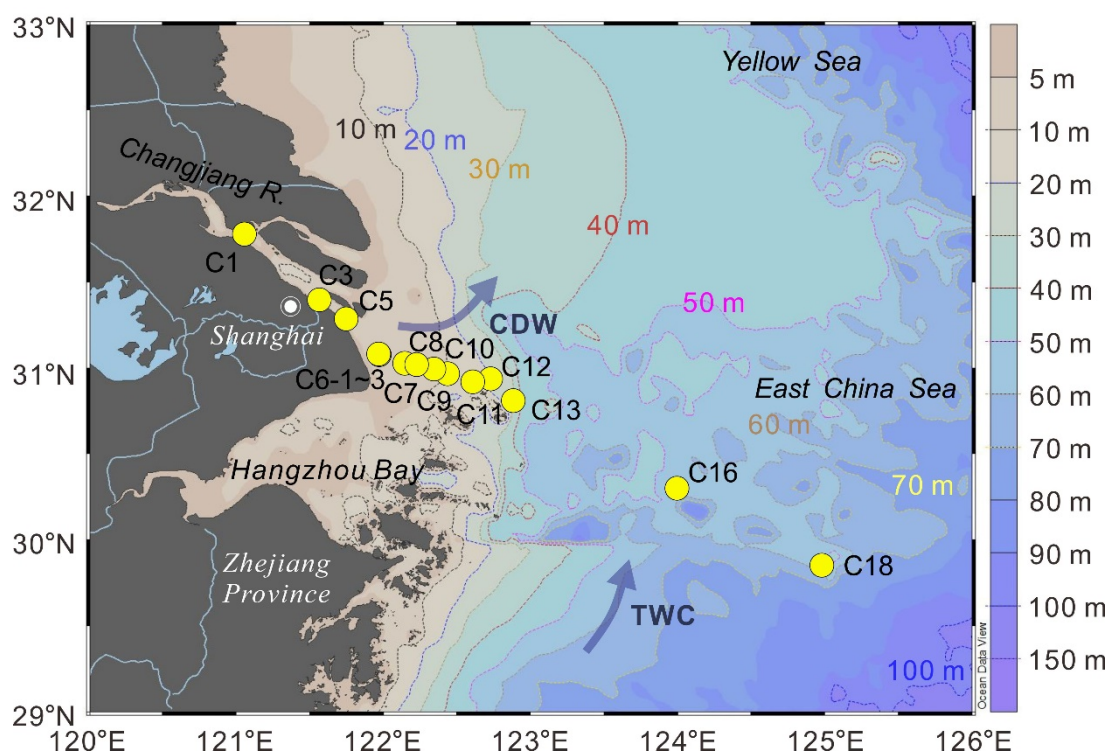 33°N
32°N
31°N
30°N
29°N
120°E
121°E
122°E
123°E
124°E
125°E
126°E
Yellow Sea
10 m
20 m
30 m
Changjiang R.
40 m
C1
C3
C5
50 m
Shanghai
CDW
C8
C10
C12
C6-1~3
C7
C9
C11
C13
East China Sea
60 m
Hangzhou Bay
C16
70 m
Zhejiang
Province
C18
TWC
100 m
Ocean Data View
5 m
10 m
20 m
30 m
40 m
50 m
60 m
70 m
80 m
90 m
100 m
150 m